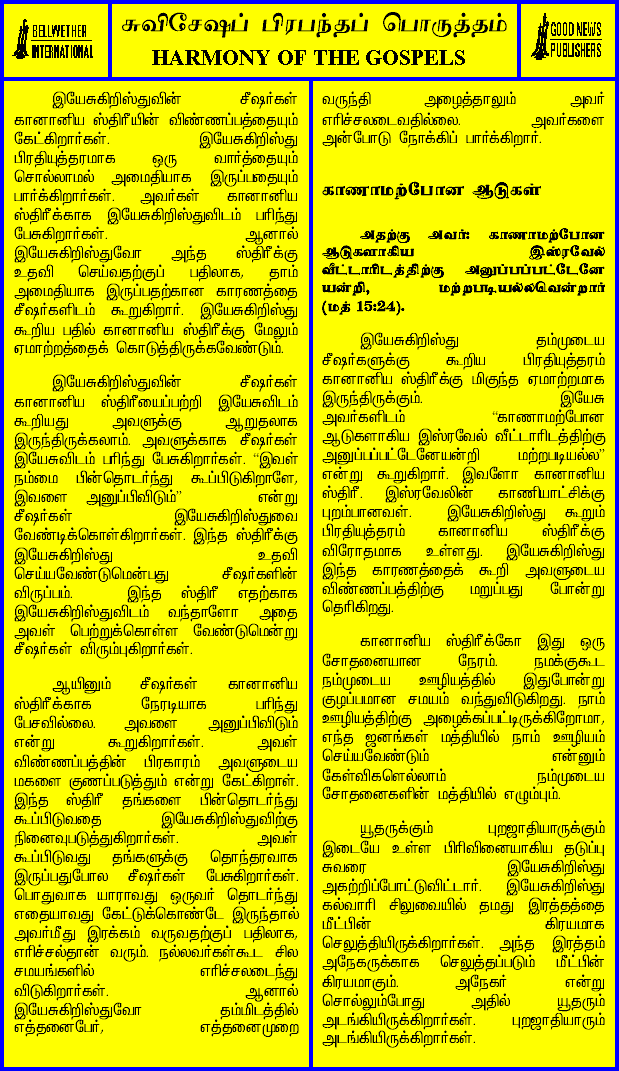 BELLWETHER
INTERNATIONAL
சுவிசேஷப் பிரபந்தப் பொருத்தம்
HARMONY OF THE GOSPELS
GOOD NEWS
PUBLISHERS
இயேசுகிறிஸ்துவின் சீஷர்கள்
கானானிய ஸ்திரீயின் விண்ணப்பத்தையும்
கேட்கிறார்கள். இயேசுகிறிஸ்து
பிரதியுத்தரமாக ஒரு வார்த்தையும்
சொல்லாமல் அமைதியாக இருப்பதையும்
பார்க்கிறார்கள். அவர்கள் கானானிய
ஸ்திரீக்காக இயேசுகிறிஸ்துவிடம் பரிந்து
பேசுகிறார்கள். ஆனால்
இயேசுகிறிஸ்துவோ அந்த ஸ்திரீக்கு
உதவி செய்வதற்குப் பதிலாக, தாம்
அமைதியாக இருப்பதற்கான காரணத்தை
சீஷர்களிடம் கூறுகிறார். இயேசுகிறிஸ்து
கூறிய பதில் கானானிய ஸ்திரீக்கு மேலும்
ஏமாற்றத்தைக் கொடுத்திருக்கவேண்டும்.
இயேசுகிறிஸ்துவின் சீஷர்கள்
கானானிய ஸ்திரீயைப்பற்றி இயேசுவிடம்
கூறியது அவளுக்கு ஆறுதலாக
இருந்திருக்கலாம். அவளுக்காக சீஷர்கள்
இயேசுவிடம் பரிந்து பேசுகிறார்கள். “இவள்
நம்மை பின்தொடர்ந்து கூப்பிடுகிறாளே,
இவளை அனுப்பிவிடும்” என்று
சீஷர்கள் இயேசுகிறிஸ்துவை
வேண்டிக்கொள்கிறார்கள். இந்த ஸ்திரீக்கு
இயேசுகிறிஸ்து உதவி
செய்யவேண்டுமென்பது சீஷர்களின்
விருப்பம். இந்த ஸ்திரீ எதற்காக
இயேசுகிறிஸ்துவிடம் வந்தாளோ அதை
அவள் பெற்றுக்கொள்ள வேண்டுமென்று
சீஷர்கள் விரும்புகிறார்கள்.
ஆயினும் சீஷர்கள் கானானிய
ஸ்திரீக்காக நேரடியாக பரிந்து
பேசவில்லை. அவளை அனுப்பிவிடும்
என்று கூறுகிறார்கள். அவள்
விண்ணப்பத்தின் பிரகாரம் அவளுடைய
மகளை குணப்படுத்தும் என்று கேட்கிறாள்.
இந்த ஸ்திரீ தங்களை பின்தொடர்ந்து
கூப்பிடுவதை இயேசுகிறிஸ்துவிற்கு
நினைவுபடுத்துகிறார்கள். அவள்
கூப்பிடுவது தங்களுக்கு தொந்தரவாக
இருப்பதுபோல சீஷர்கள் பேசுகிறார்கள்.
பொதுவாக யாராவது ஒருவர் தொடர்ந்து
எதையாவது கேட்டுக்கொண்டே இருந்தால்
அவர்மீது இரக்கம் வருவதற்குப் பதிலாக,
எரிச்சல்தான் வரும். நல்லவர்கள்கூட சில
சமயங்களில் எரிச்சலடைந்து
விடுகிறார்கள். ஆனால்
இயேசுகிறிஸ்துவோ தம்மிடத்தில்
எத்தனைபேர், எத்தனைமுறை
வருந்தி அழைத்தாலும் அவர்
எரிச்சலடைவதில்லை. அவர்களை
அன்போடு நோக்கிப் பார்க்கிறார்.
காணாமற்போன ஆடுகள்
அதற்கு அவர்: காணாமற்போன
ஆடுகளாகிய இஸ்ரவேல்
வீட்டாரிடத்திற்கு அனுப்பப்பட்டேனே
யன்றி, மற்றபடியல்லவென்றார்
(மத் 15:24).
இயேசுகிறிஸ்து தம்முடைய
சீஷர்களுக்கு கூறிய பிரதியுத்தரம்
கானானிய ஸ்திரீக்கு மிகுந்த ஏமாற்றமாக
இருந்திருக்கும். இயேசு
அவர்களிடம் “காணாமற்போன
ஆடுகளாகிய இஸ்ரவேல் வீட்டாரிடத்திற்கு
அனுப்பப்பட்டேனேயன்றி மற்றபடியல்ல”
என்று கூறுகிறார். இவளோ கானானிய
ஸ்திரீ. இஸ்ரவேலின் காணியாட்சிக்கு
புறம்பானவள். இயேசுகிறிஸ்து கூறும்
பிரதியுத்தரம் கானானிய ஸ்திரீக்கு
விரோதமாக உள்ளது. இயேசுகிறிஸ்து
இந்த காரணத்தைக் கூறி அவளுடைய
விண்ணப்பத்திற்கு மறுப்பது போன்று
தெரிகிறது.
கானானிய ஸ்திரீக்கோ இது ஒரு
சோதனையான நேரம். நமக்குகூட
நம்முடைய ஊழியத்தில் இதுபோன்று
குழப்பமான சமயம் வந்துவிடுகிறது. நாம்
ஊழியத்திற்கு அழைக்கப்பட்டிருக்கிறோமா,
எந்த ஜனங்கள் மத்தியில் நாம் ஊழியம்
செய்யவேண்டும் என்னும்
கேள்விகளெல்லாம் நம்முடைய
சோதனைகளின் மத்தியில் எழும்பும்.
யூதருக்கும் புறஜாதியாருக்கும்
இடையே உள்ள பிரிவினையாகிய தடுப்பு
சுவரை இயேசுகிறிஸ்து
அகற்றிப்போட்டுவிட்டார். இயேசுகிறிஸ்து
கல்வாரி சிலுவையில் தமது இரத்தத்தை
மீட்பின் கிரயமாக
செலுத்தியிருக்கிறார்கள். அந்த இரத்தம்
அநேகருக்காக செலுத்தப்படும் மீட்பின்
கிரயமாகும். அநேகர் என்று
சொல்லும்போது அதில் யூதரும்
அடங்கியிருக்கிறார்கள். புறஜாதியாரும்
அடங்கியிருக்கிறார்கள்.